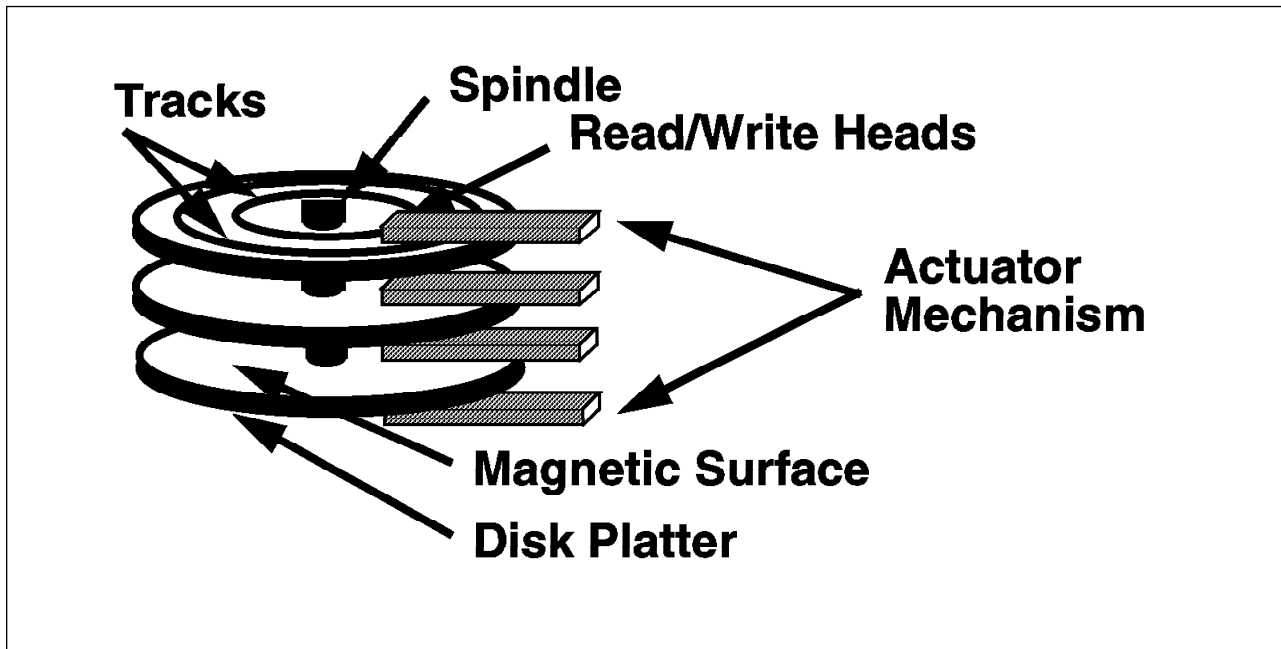 Tracks
Spindle
Read/Write Heads
Actuator
Mechanism
Magnetic Surface
Disk Platter